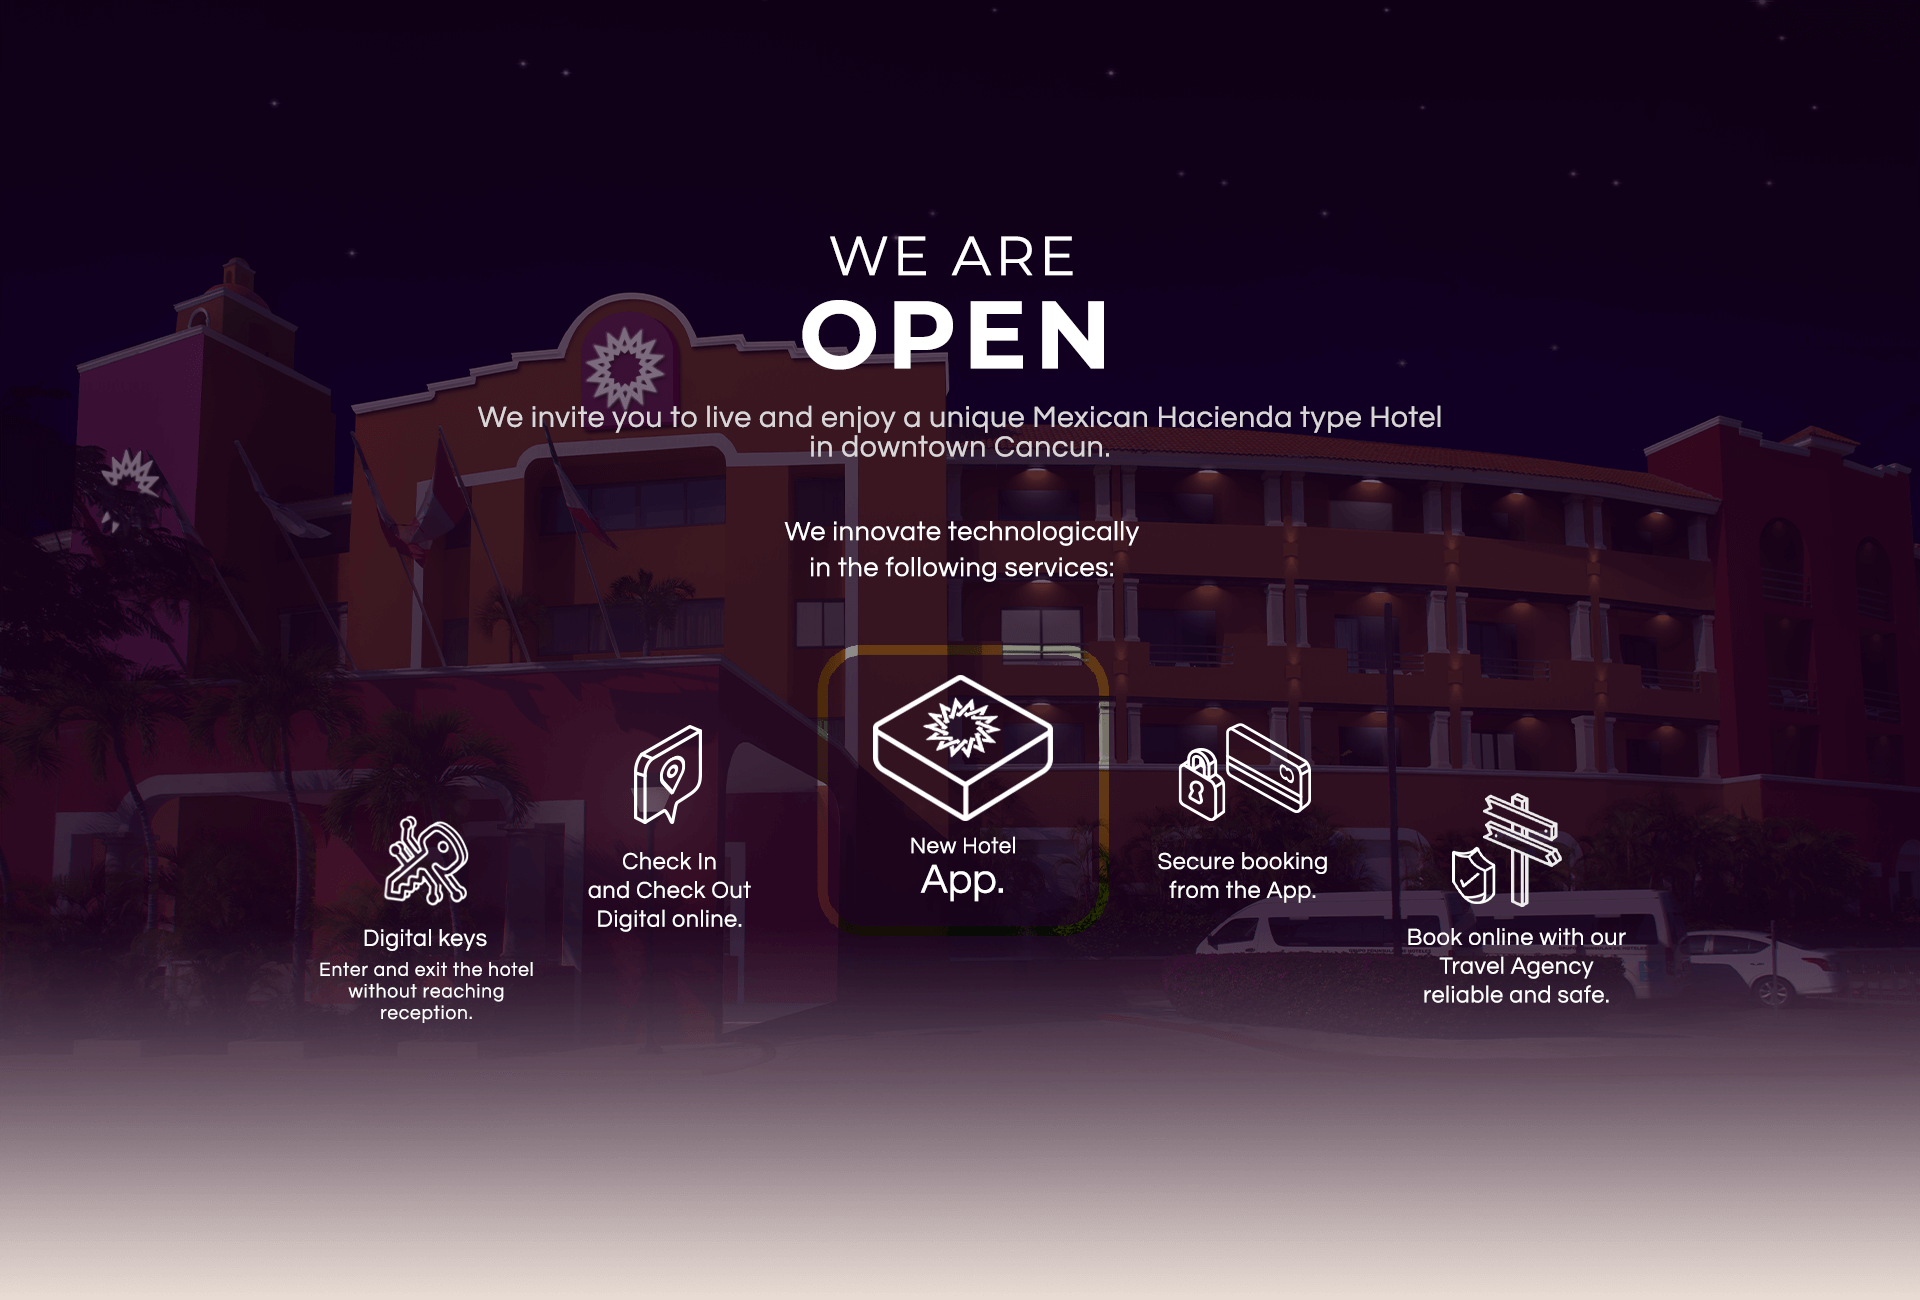 WE ARE
OPEN
We invite you to live and enjoy a unique Mexican Hacienda type Hotel
in downtown Cancun.
We innovate technologically
in the following services:
Digital keys
Enter and exit the hotel
without reaching
reception.
Check In
and Check Out
Digital online.
New Hotel
App.
Secure booking
from the App.
Book online with our
Travel Agency
reliable and safe.